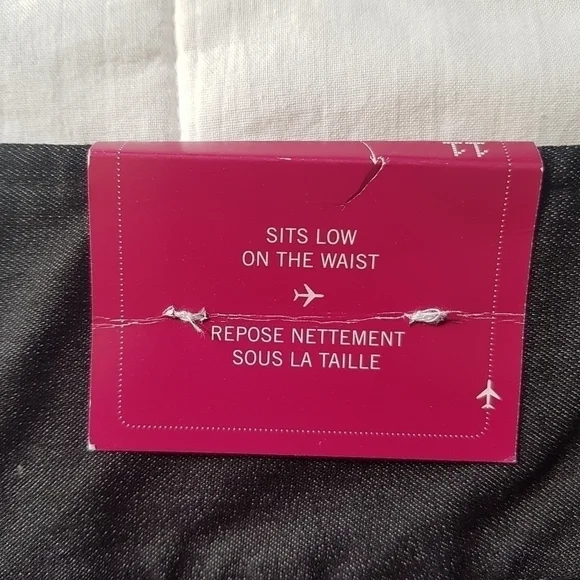 SITS LOW
ON THE WAIST
REPOSE NETTEMENT
SOUS LA TAILLE